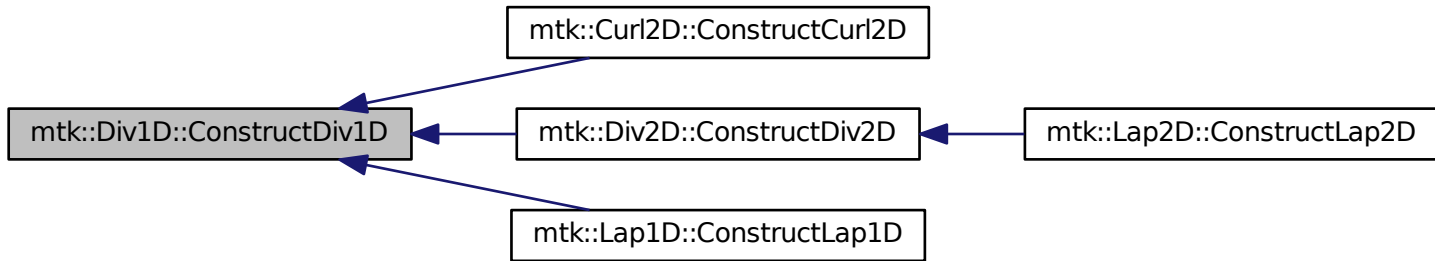 mtk::Curl2D::ConstructCurl2D
mtk::Div1D::ConstructDiv1D
mtk::Div2D::ConstructDiv2D
mtk::Lap2D::ConstructLap2D
mtk::Lap1D::ConstructLap1D